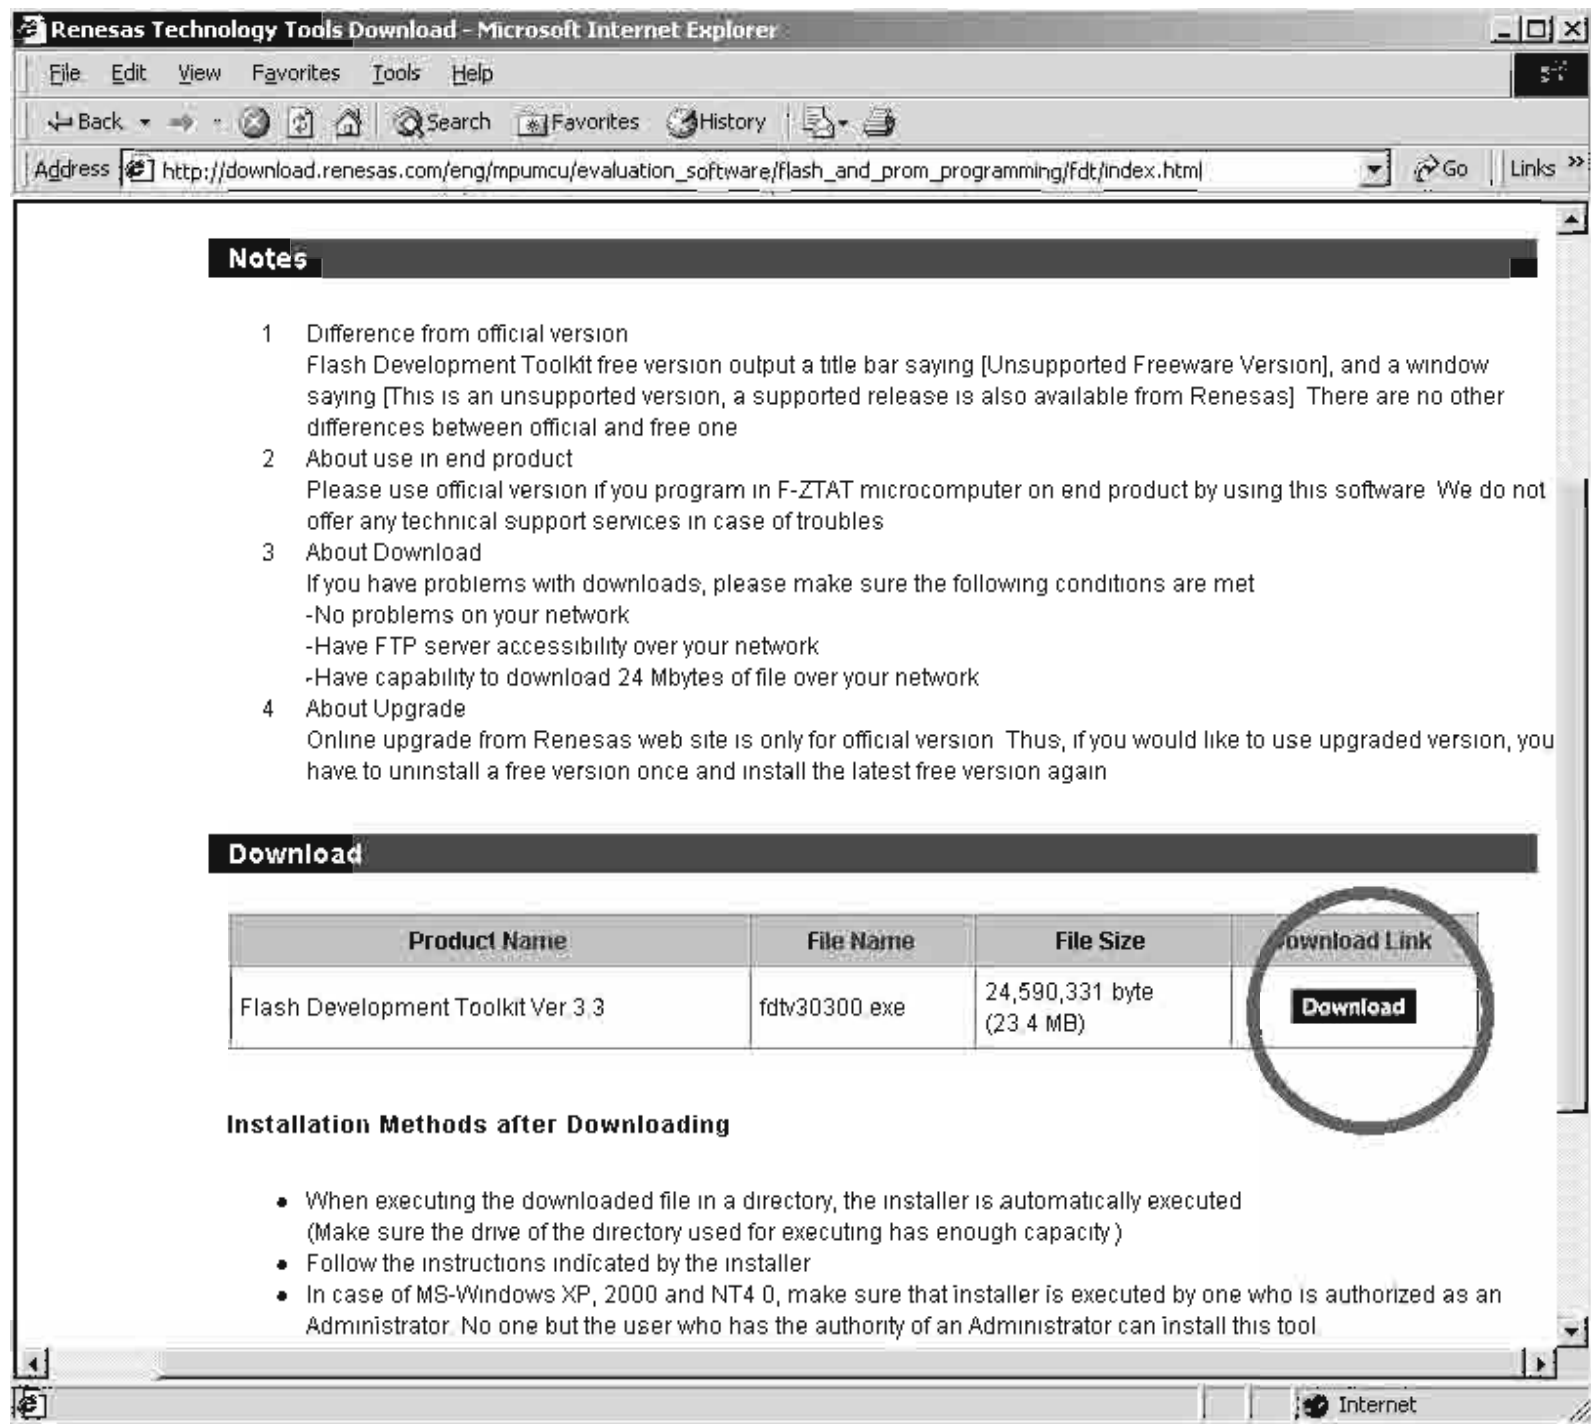 Renesas Technology Tools Download - Microsoft Internet Explorer
File Edit View Favorites Tools Help
Back Search Favorites History
Address http://download.renesas.com/eng/mpumcu/evaluation_software/flash_and_prom_programming/fdt/index.html Go Links »
Notes
1 Difference from official version
Flash Development Toolkit free version output a title bar saying [Unsupported Freeware Version], and a window
saying [This is an unsupported version, a supported release is also available from Renesas] There are no other
differences between official and free one
2 About use in end product
Please use official version if you program in F-ZTAT microcomputer on end product by using this software We do not
offer any technical support services in case of troubles
3 About Download
If you have problems with downloads, please make sure the following conditions are met
-No problems on your network
-Have FTP server accessibility over your network
-Have capability to download 24 Mbytes of file over your network
4 About Upgrade
Online upgrade from Renesas web site is only for official version Thus, if you would like to use upgraded version, you
have to uninstall a free version once and install the latest free version again
Download
Product Name File Name File Size Download Link
Flash Development Toolkit Ver.3.3 fdtv30300.exe 24,590,331 byte Download
(23.4 MB)
Installation Methods after Downloading
• When executing the downloaded file in a directory, the installer is automatically executed
(Make sure the drive of the directory used for executing has enough capacity.)
• Follow the instructions indicated by the installer
• In case of MS-Windows XP, 2000 and NT4 0, make sure that installer is executed by one who is authorized as an
Administrator. No one but the user who has the authority of an Administrator can install this tool.
Internet